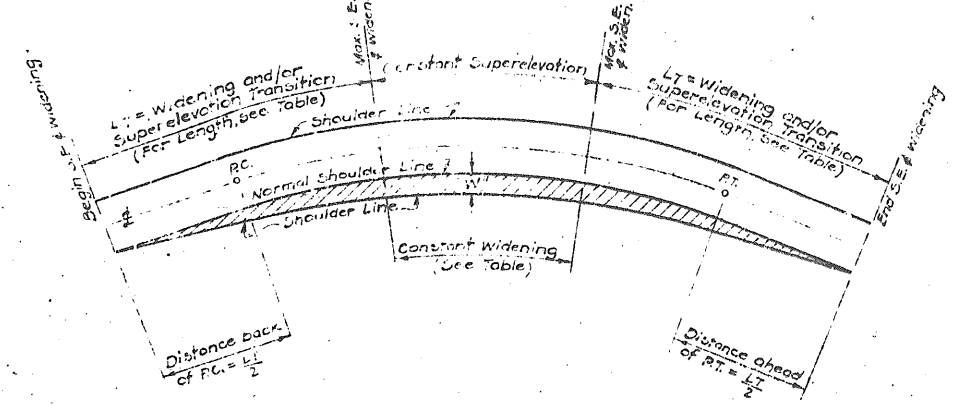 Begin S.E. & Widening
LT = Widening and/or
Superelevation Transition
(For Length, See Table)
Max. S.E.
& Widen.
Constant Superelevation
Max. S.E.
& Widen.
LT = Widening and/or
Superelevation Transition
(For Length, See Table)
End S.E. & Widening
Shoulder Line
P.C.
℄
Normal Shoulder Line
"W"
P.T.
Shoulder Line
Constant Widening
(See Table)
Distance back
of P.C. = LT/2
Distance ahead
of P.T. = LT/2